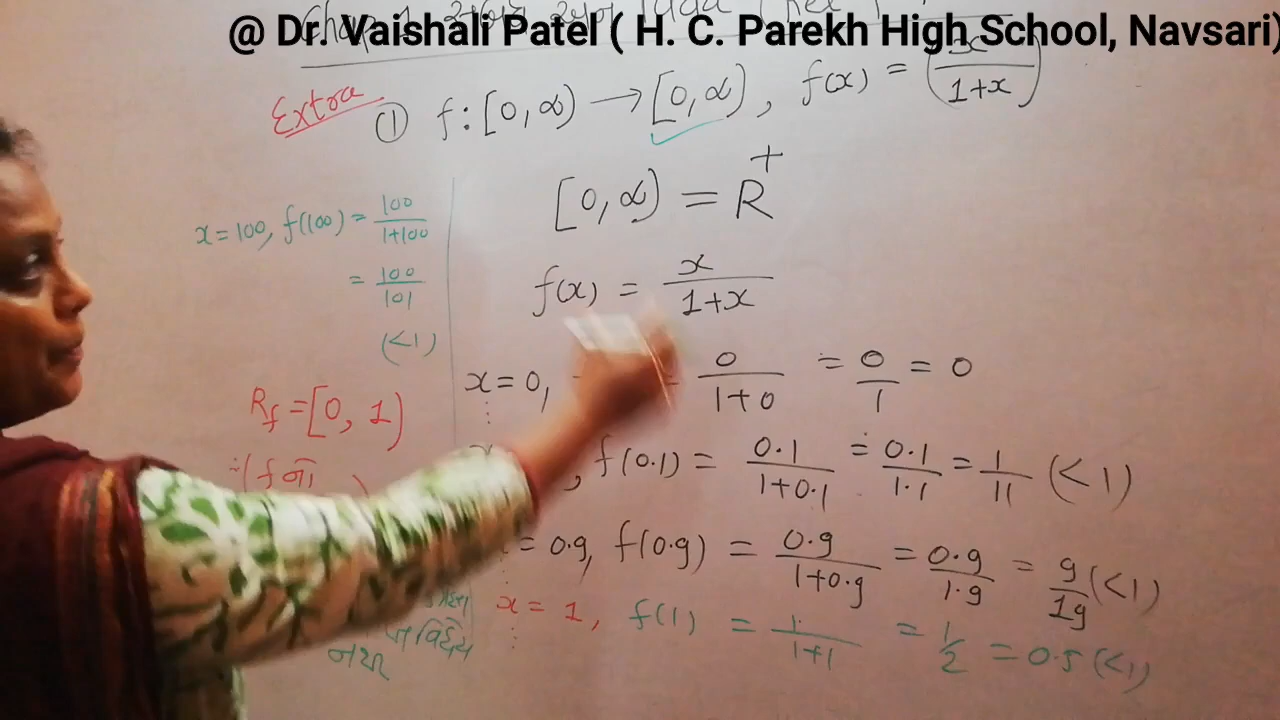 @ Dr. Vaishali Patel ( H. C. Parekh High School, Navsari)
Extra ① f : [0, ∝) → [0, ∝), f(x) = (x/(1+x))
[0, ∝) = R⁺
f(x) = x/(1+x)
x = 100, f(100) = 100/(1+100)
= 100/101
(<1)
R_f = [0, 1)
x = 0, = 0/(1+0) = 0/1 = 0
, f(0.1) = 0.1/(1+0.1) = 0.1/1.1 = 1/11 (<1)
= 0.9, f(0.9) = 0.9/(1+0.9) = 0.9/1.9 = 9/19 (<1)
x = 1, f(1) = 1/(1+1) = 1/2 = 0.5 (<1)
નથી